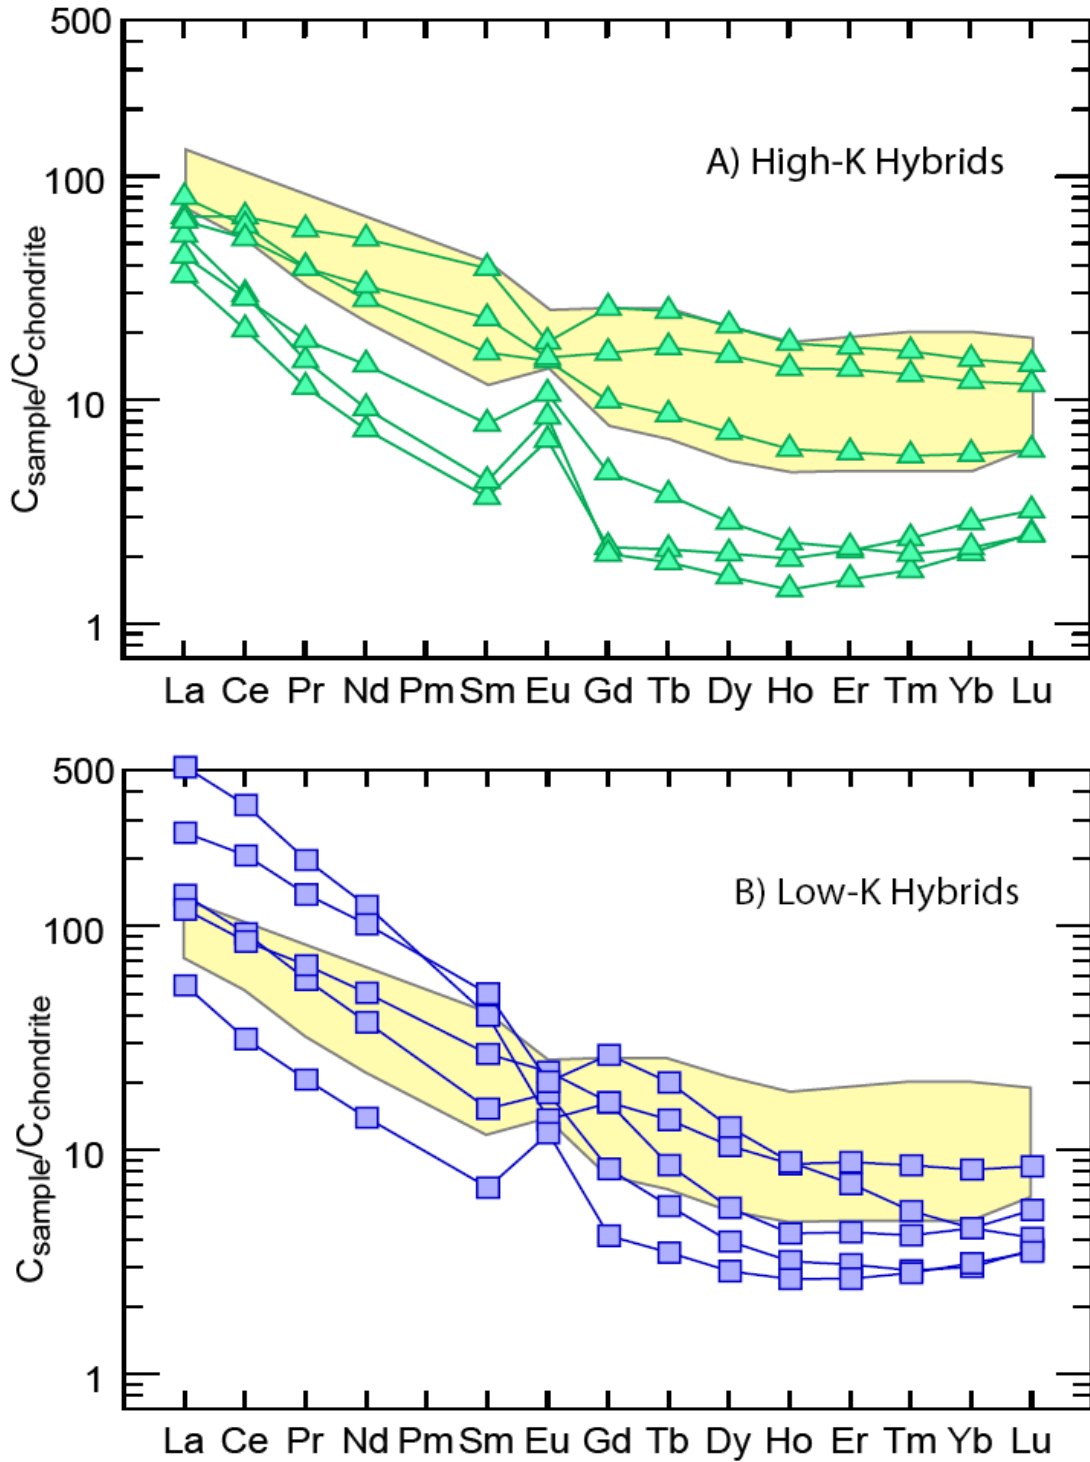 500
100
10
1
Csample/Cchondrite
A) High-K Hybrids
La Ce Pr Nd Pm Sm Eu Gd Tb Dy Ho Er Tm Yb Lu
500
100
10
1
Csample/Cchondrite
B) Low-K Hybrids
La Ce Pr Nd Pm Sm Eu Gd Tb Dy Ho Er Tm Yb Lu